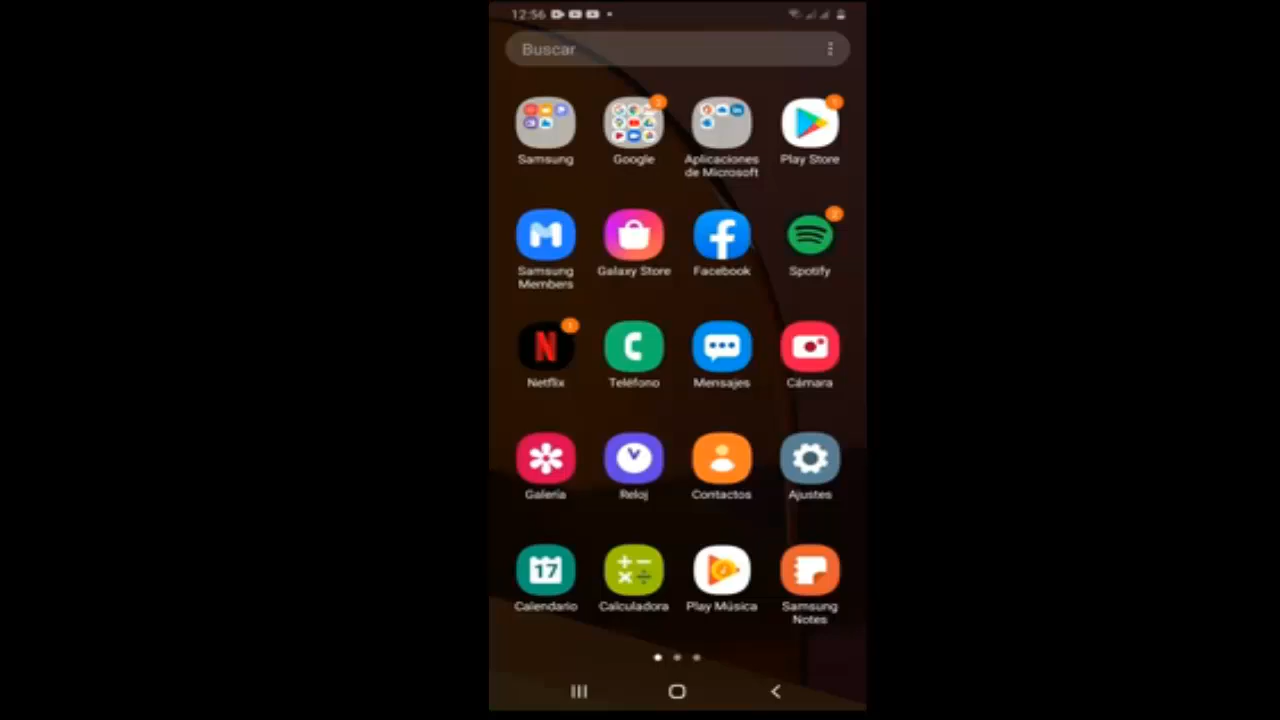 12:56
Buscar
Samsung
Google
Aplicaciones
de Microsoft
Play Store
Samsung
Members
Galaxy Store
Facebook
Spotify
Netflix
Teléfono
Mensajes
Cámara
Galería
Reloj
Contactos
Ajustes
17
Calendario
Calculadora
Play Música
Samsung
Notes